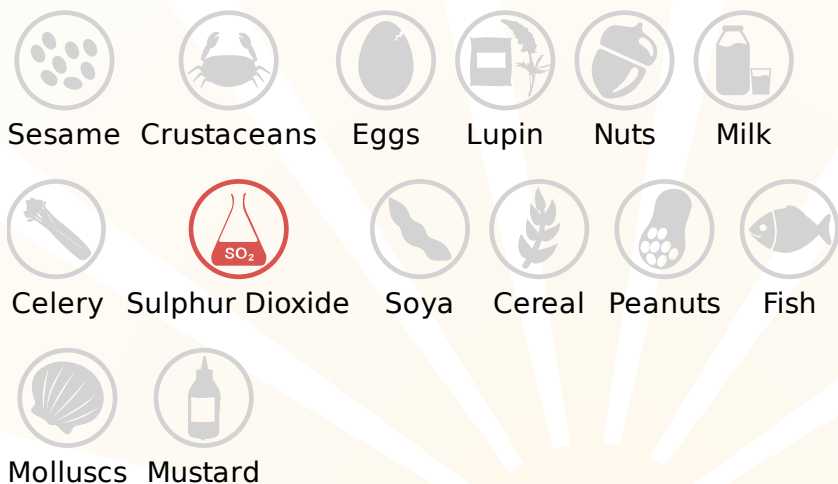 Sesame Crustaceans Eggs Lupin Nuts Milk
SO₂
Celery Sulphur Dioxide Soya Cereal Peanuts Fish
Molluscs Mustard